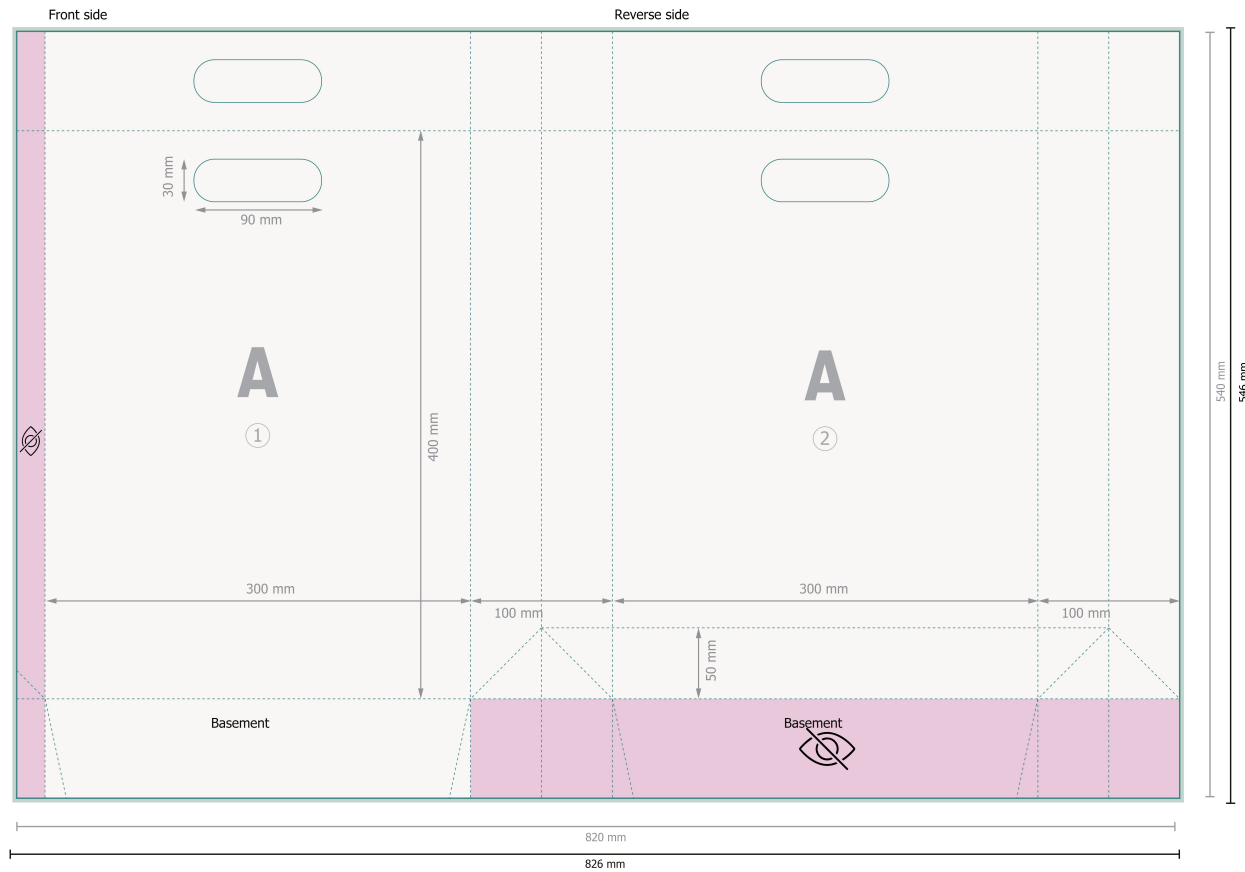 Front side
Reverse side
30 mm
90 mm
A
1
400 mm
A
2
540 mm
546 mm
300 mm
100 mm
300 mm
100 mm
50 mm
Basement
Basement
820 mm
826 mm